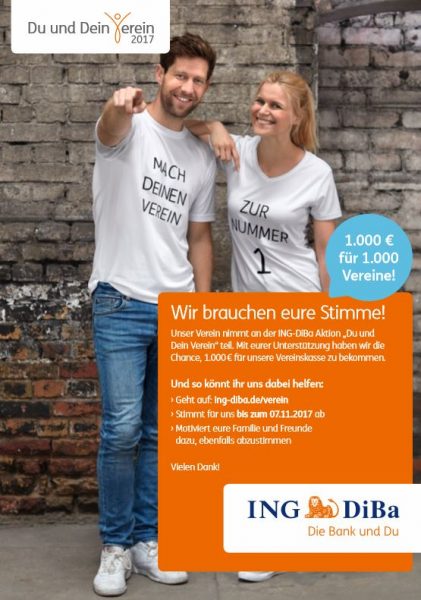 Du und Dein Verein
2017
MACH
DEINEN
VEREIN
ZUR
NUMMER
1
1.000 €
für 1.000
Vereine!
Wir brauchen eure Stimme!
Unser Verein nimmt an der ING-DiBa Aktion „Du und
Dein Verein“ teil. Mit eurer Unterstützung haben wir die
Chance, 1.000 € für unsere Vereinskasse zu bekommen.
Und so könnt ihr uns dabei helfen:
› Geht auf: ing-diba.de/verein
› Stimmt für uns bis zum 07.11.2017 ab
› Motiviert eure Familie und Freunde
dazu, ebenfalls abzustimmen
Vielen Dank!
ING DiBa
Die Bank und Du